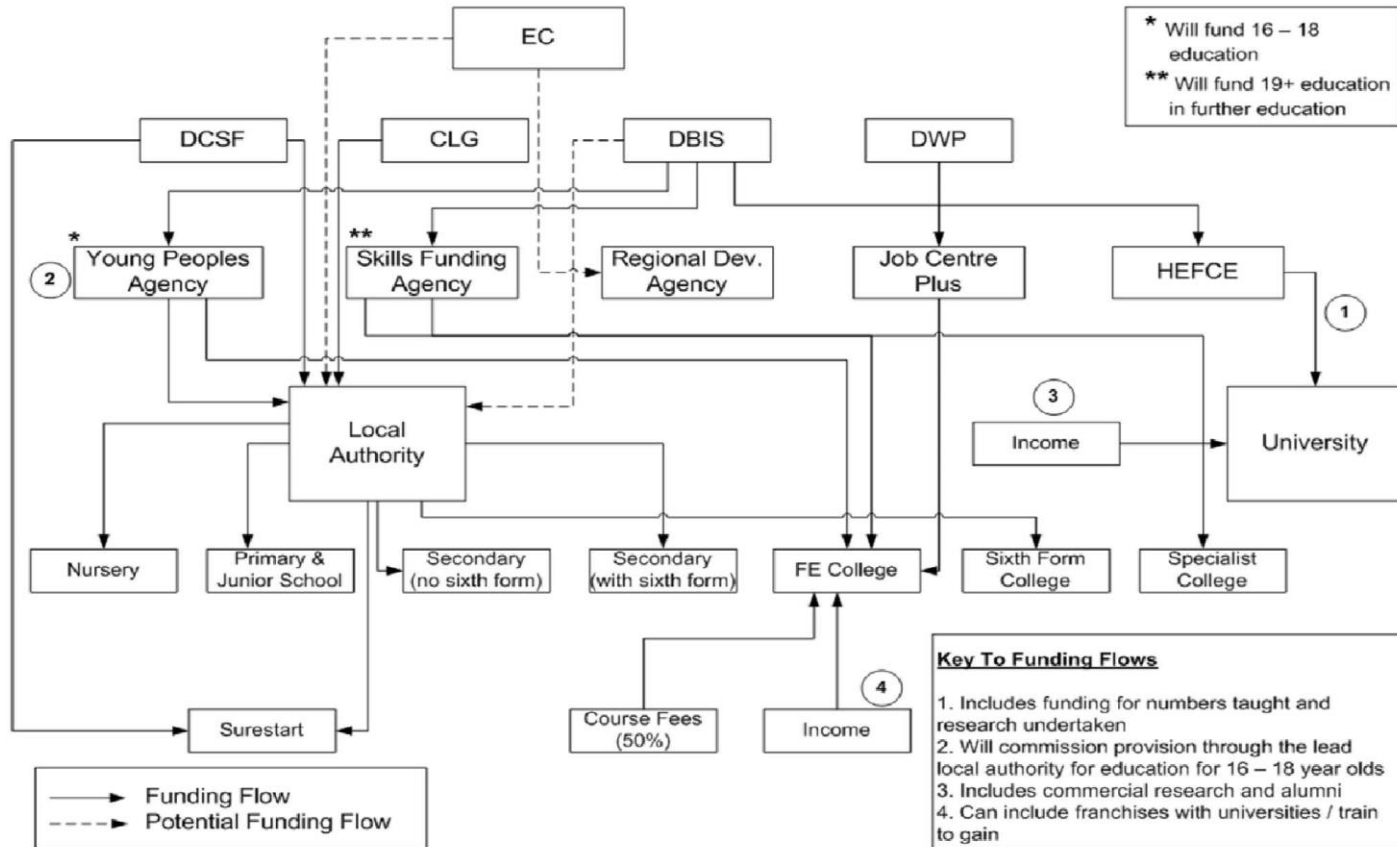 EC
* Will fund 16 – 18
education
** Will fund 19+ education
in further education
DCSF
CLG
DBIS
DWP
*
Young Peoples
Agency
2
**
Skills Funding
Agency
Regional Dev.
Agency
Job Centre
Plus
HEFCE
1
Local
Authority
3
Income
University
Nursery
Primary &
Junior School
Secondary
(no sixth form)
Secondary
(with sixth form)
FE College
Sixth Form
College
Specialist
College
Surestart
Course Fees
(50%)
4
Income
Key To Funding Flows
1. Includes funding for numbers taught and
research undertaken
2. Will commission provision through the lead
local authority for education for 16 – 18 year olds
3. Includes commercial research and alumni
4. Can include franchises with universities / train
to gain
Funding Flow
Potential Funding Flow